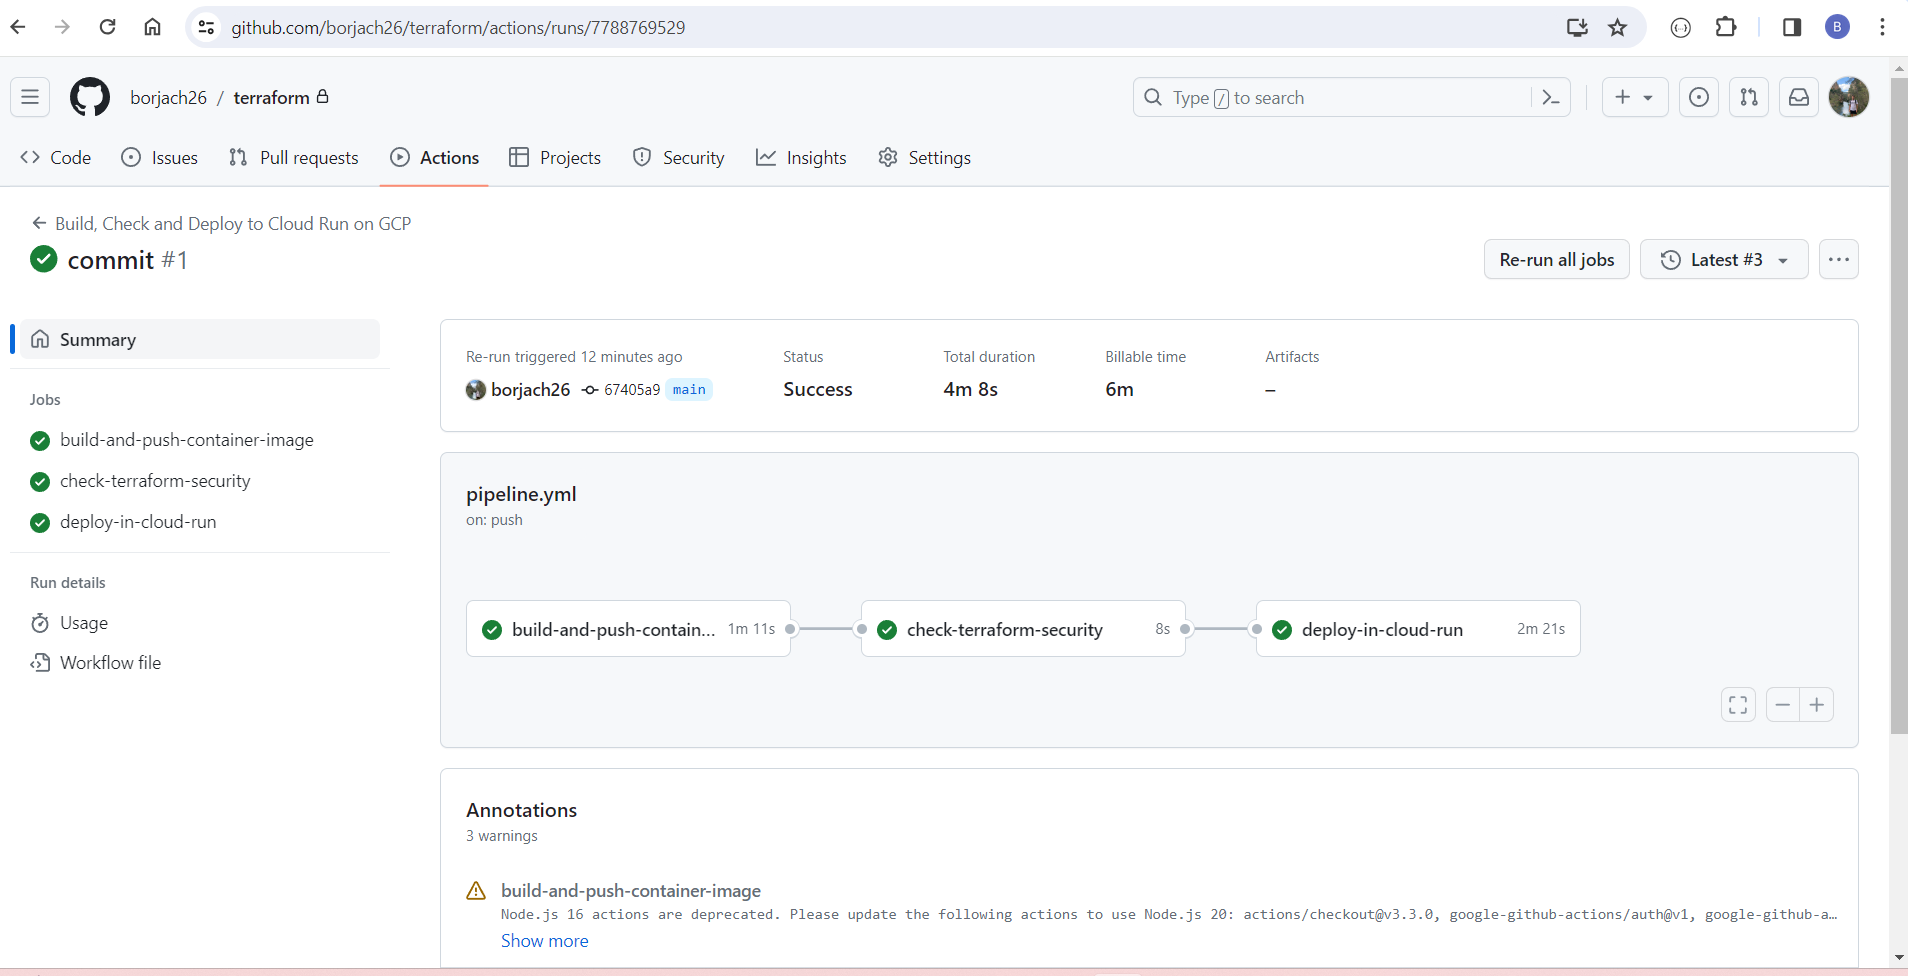 github.com/borjach26/terraform/actions/runs/7788769529
B
borjach26 / terraform
Type / to search
Code Issues Pull requests Actions Projects Security Insights Settings
Build, Check and Deploy to Cloud Run on GCP
commit #1
Re-run all jobs
Latest #3
Summary
Jobs
build-and-push-container-image
check-terraform-security
deploy-in-cloud-run
Run details
Usage
Workflow file
Re-run triggered 12 minutes ago
borjach26 67405a9 main
Status
Success
Total duration
4m 8s
Billable time
6m
Artifacts
–
pipeline.yml
on: push
build-and-push-contain... 1m 11s
check-terraform-security 8s
deploy-in-cloud-run 2m 21s
Annotations
3 warnings
build-and-push-container-image
Node.js 16 actions are deprecated. Please update the following actions to use Node.js 20: actions/checkout@v3.3.0, google-github-actions/auth@v1, google-github-a…
Show more